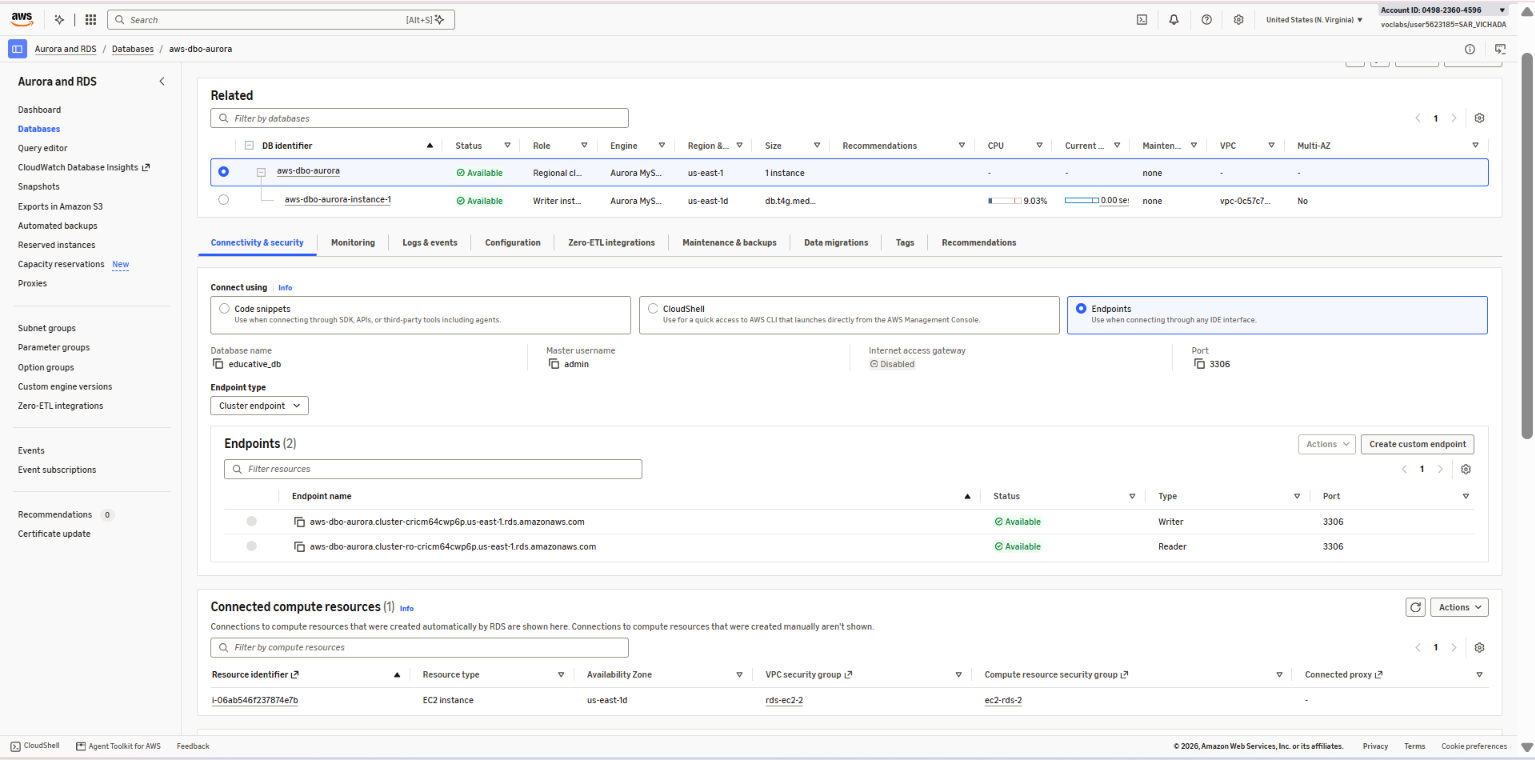 aws
Search [Alt+S]
United States (N. Virginia)
Account ID: 0498-2360-4596
voclabs/user5623185=SAR_VICHADA
Aurora and RDS / Databases / aws-dbo-aurora
Aurora and RDS
Dashboard
Databases
Query editor
CloudWatch Database Insights
Snapshots
Exports in Amazon S3
Automated backups
Reserved instances
Capacity reservations New
Proxies
Subnet groups
Parameter groups
Option groups
Custom engine versions
Zero-ETL integrations
Events
Event subscriptions
Recommendations 0
Certificate update
Related
Filter by databases
1
DB identifier Status Role Engine Region &... Size Recommendations CPU Current ... Mainten... VPC Multi-AZ
aws-dbo-aurora Available Regional cl... Aurora MyS... us-east-1 1 instance - - none - -
aws-dbo-aurora-instance-1 Available Writer inst... Aurora MyS... us-east-1d db.t4g.med... 9.03% 0.00 se none vpc-0c57c7... No
Connectivity & security Monitoring Logs & events Configuration Zero-ETL integrations Maintenance & backups Data migrations Tags Recommendations
Connect using Info
Code snippets
Use when connecting through SDK, APIs, or third-party tools including agents.
CloudShell
Use for a quick access to AWS CLI that launches directly from the AWS Management Console.
Endpoints
Use when connecting through any IDE interface.
Database name
educative_db
Master username
admin
Internet access gateway
Disabled
Port
3306
Endpoint type
Cluster endpoint
Endpoints (2)
Actions
Create custom endpoint
Filter resources
1
Endpoint name Status Type Port
aws-dbo-aurora.cluster-cricm64cwp6p.us-east-1.rds.amazonaws.com Available Writer 3306
aws-dbo-aurora.cluster-ro-cricm64cwp6p.us-east-1.rds.amazonaws.com Available Reader 3306
Connected compute resources (1) Info
Actions
Connections to compute resources that were created automatically by RDS are shown here. Connections to compute resources that were created manually aren't shown.
Filter by compute resources
1
Resource identifier Resource type Availability Zone VPC security group Compute resource security group Connected proxy
i-06ab546f237874e7b EC2 instance us-east-1d rds-ec2-2 ec2-rds-2 -
CloudShell Agent Toolkit for AWS Feedback
© 2026, Amazon Web Services, Inc. or its affiliates. Privacy Terms Cookie preferences